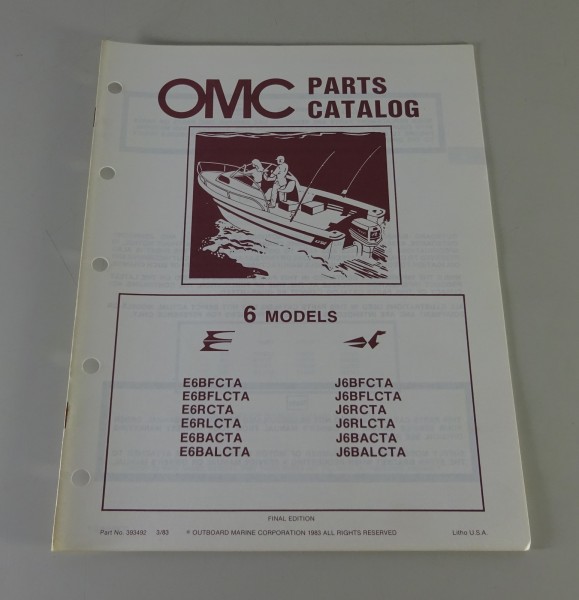 OMC PARTS
CATALOG
6 MODELS
E6BFCTA J6BFCTA
E6BFLCTA J6BFLCTA
E6RCTA J6RCTA
E6RLCTA J6RLCTA
E6BACTA J6BACTA
E6BALCTA J6BALCTA
FINAL EDITION
Part No. 393492 2/83 © OUTBOARD MARINE CORPORATION 1983 ALL RIGHTS RESERVED Litho U.S.A.